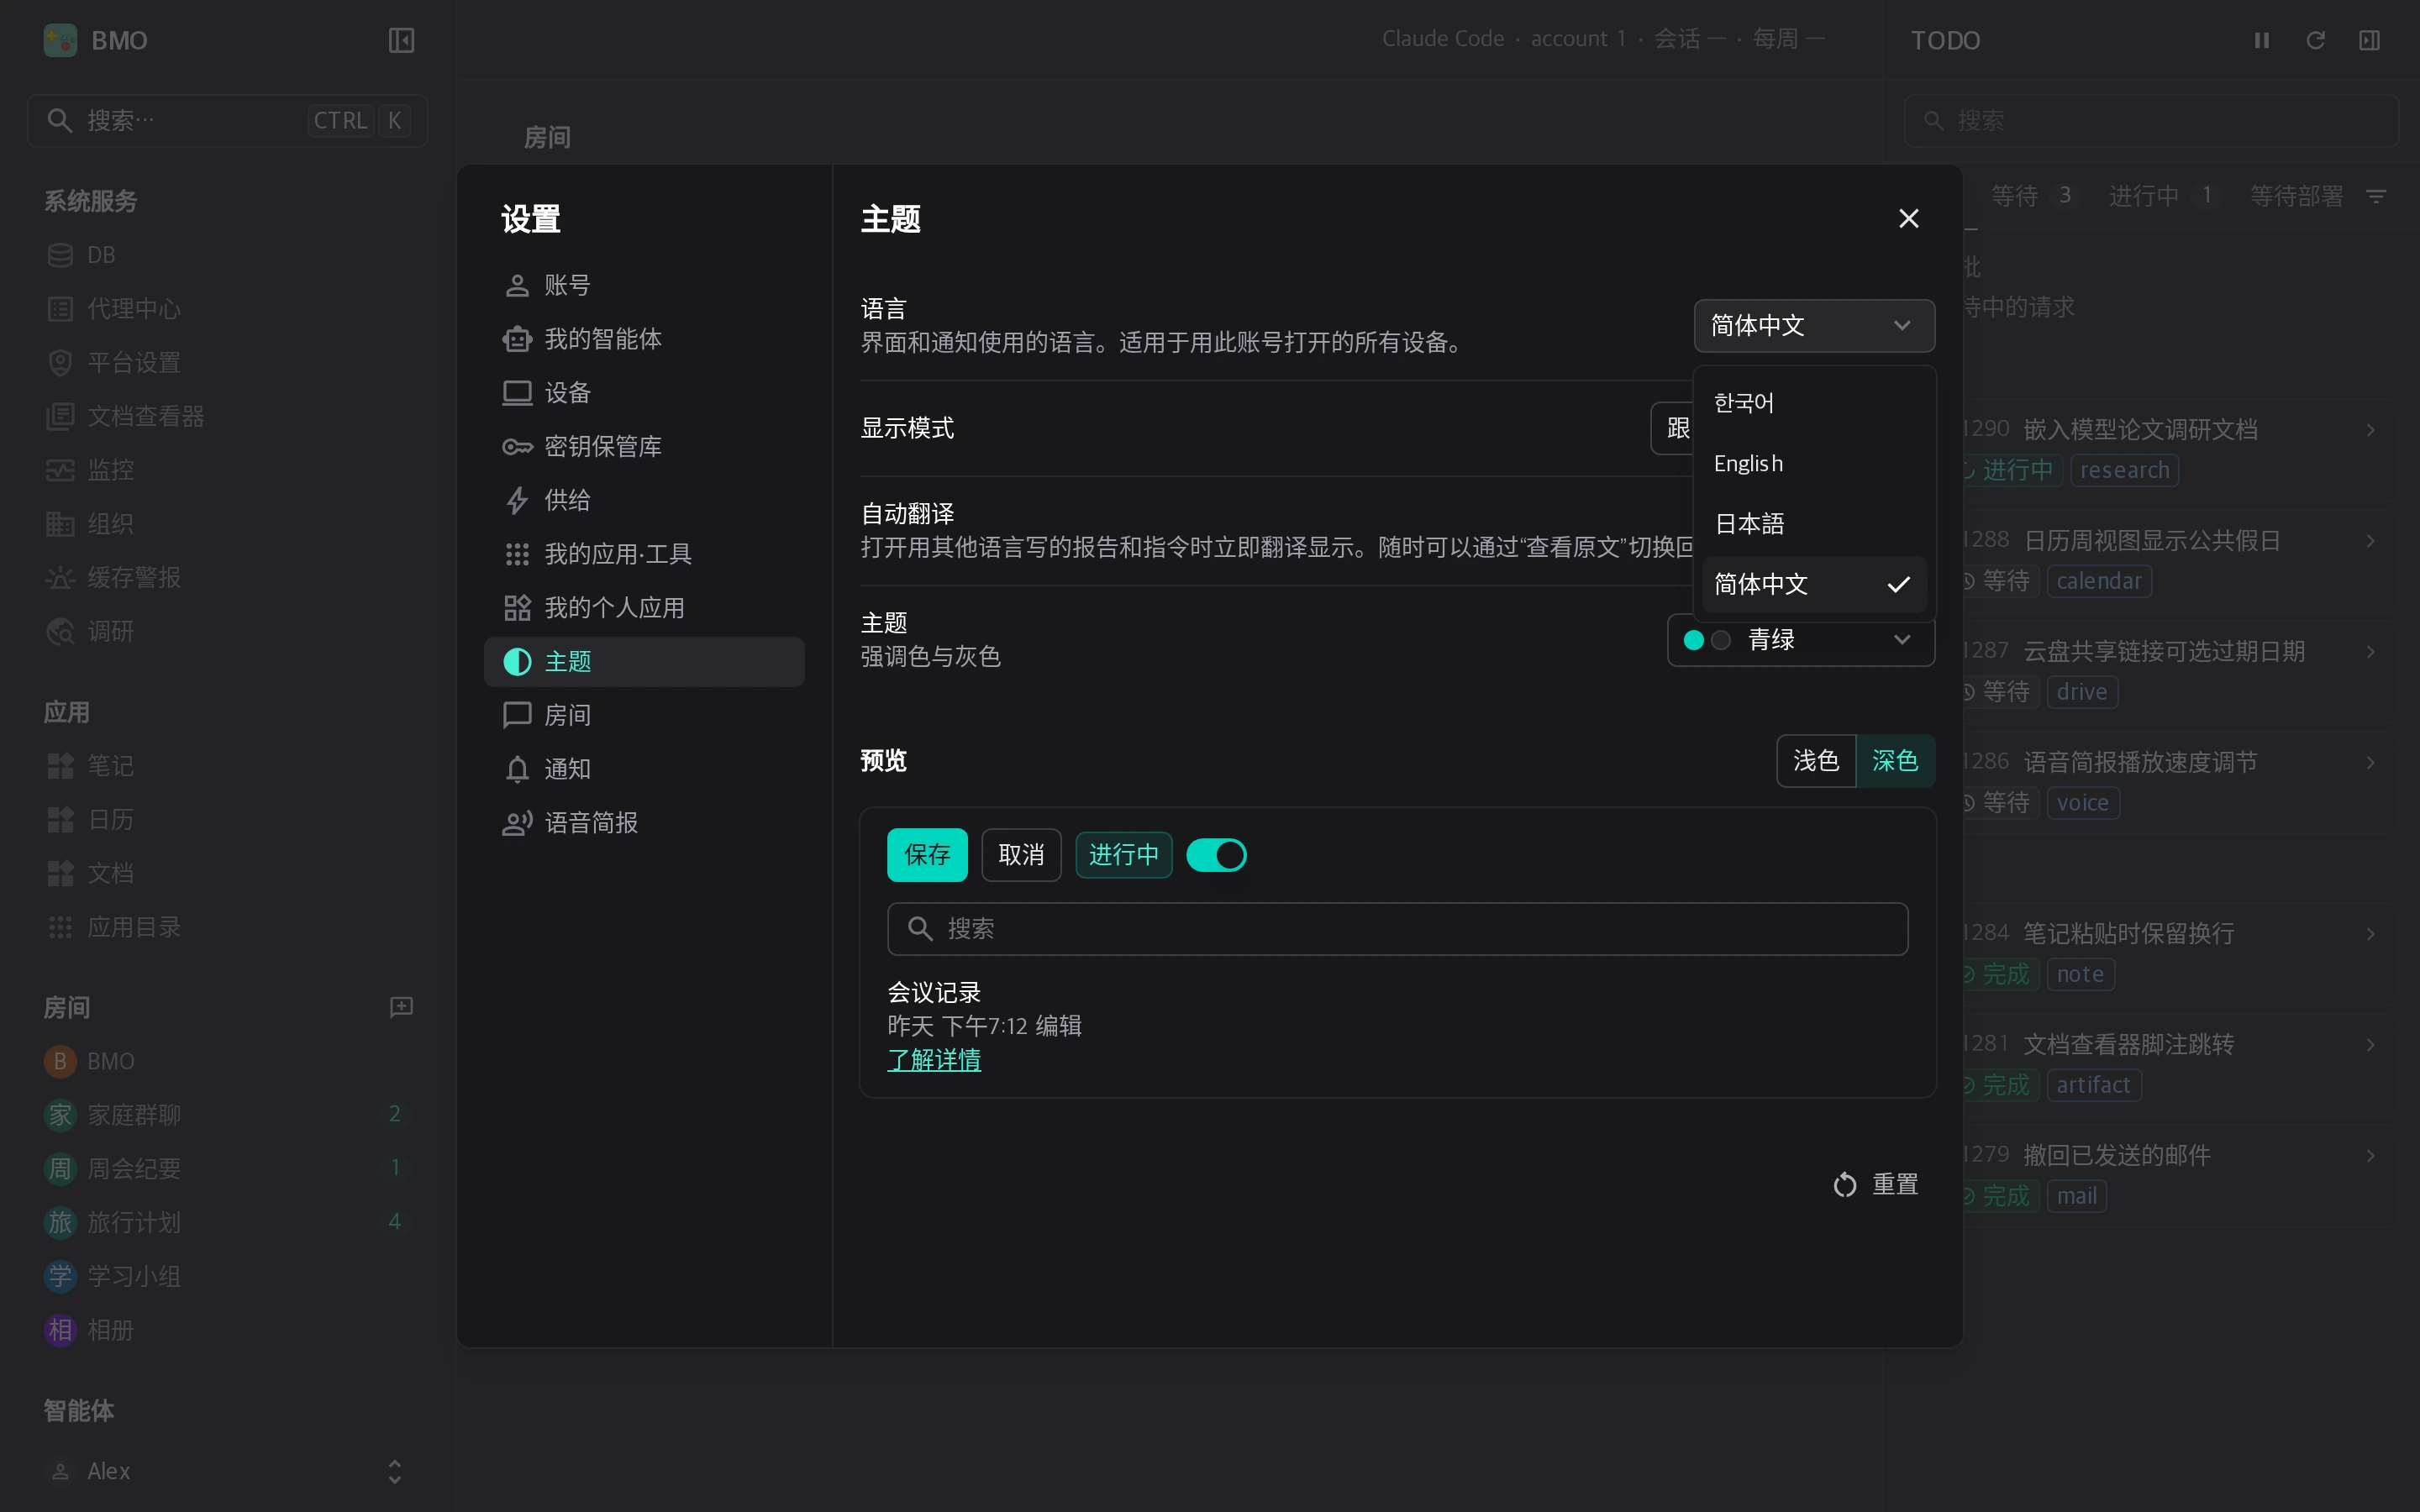 BMO
搜索…
CTRL K
系统服务
DB
代理中心
平台设置
文档查看器
监控
组织
缓存警报
调研
应用
笔记
日历
文档
应用目录
房间
B BMO
家 家庭群聊 2
周 周会纪要 1
旅 旅行计划 4
学 学习小组
相 相册
智能体
Alex
Claude Code · account 1 · 会话 一 · 每周 一
房间
设置
账号
我的智能体
设备
密钥保管库
供给
我的应用·工具
我的个人应用
主题
房间
通知
语音简报
主题
语言
界面和通知使用的语言。适用于用此账号打开的所有设备。
简体中文
한국어
English
日本語
简体中文
显示模式
跟
自动翻译
打开用其他语言写的报告和指令时立即翻译显示。随时可以通过“查看原文”切换回
主题
强调色与灰色
青绿
预览
浅色
深色
保存
取消
进行中
搜索
会议记录
昨天 下午7:12 编辑
了解详情
重置
TODO
搜索
等待 3
进行中 1
等待部署
批
待中的请求
1290 嵌入模型论文调研文档
进行中 research
1288 日历周视图显示公共假日
等待 calendar
1287 云盘共享链接可选过期日期
等待 drive
1286 语音简报播放速度调节
等待 voice
1284 笔记粘贴时保留换行
完成 note
1281 文档查看器脚注跳转
完成 artifact
1279 撤回已发送的邮件
完成 mail